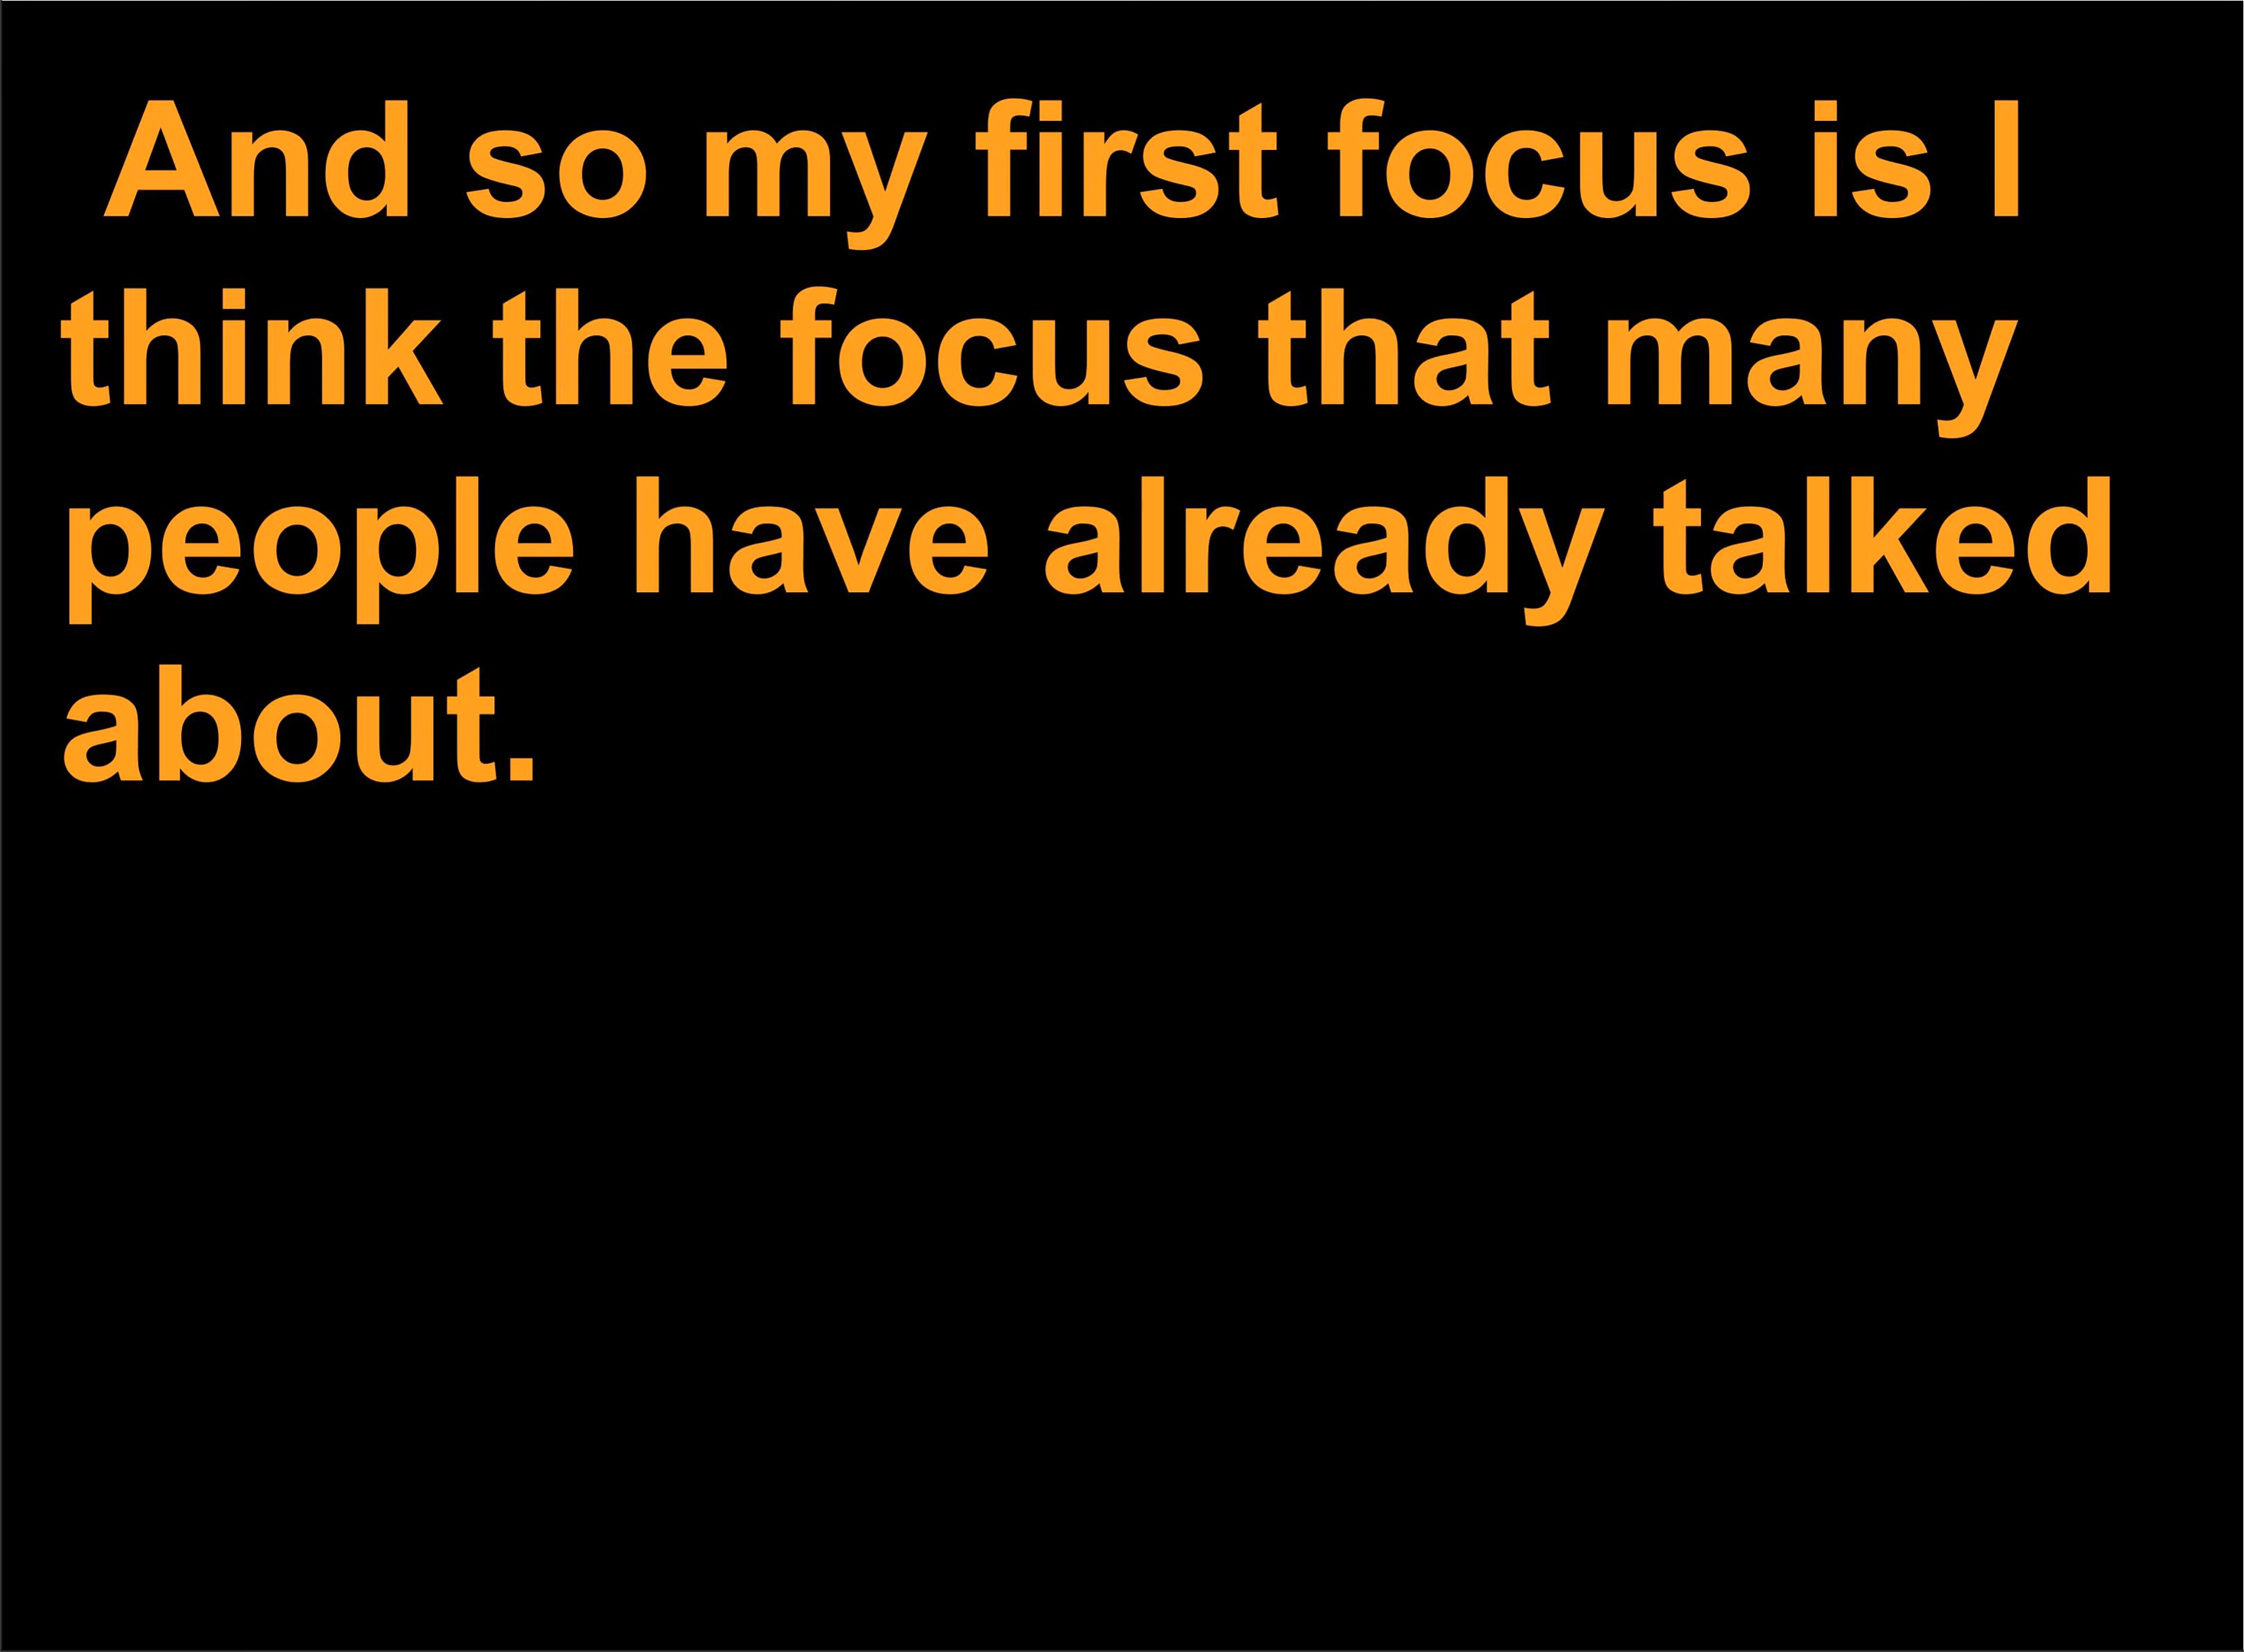 And so my first focus is I
think the focus that many
people have already talked
about.